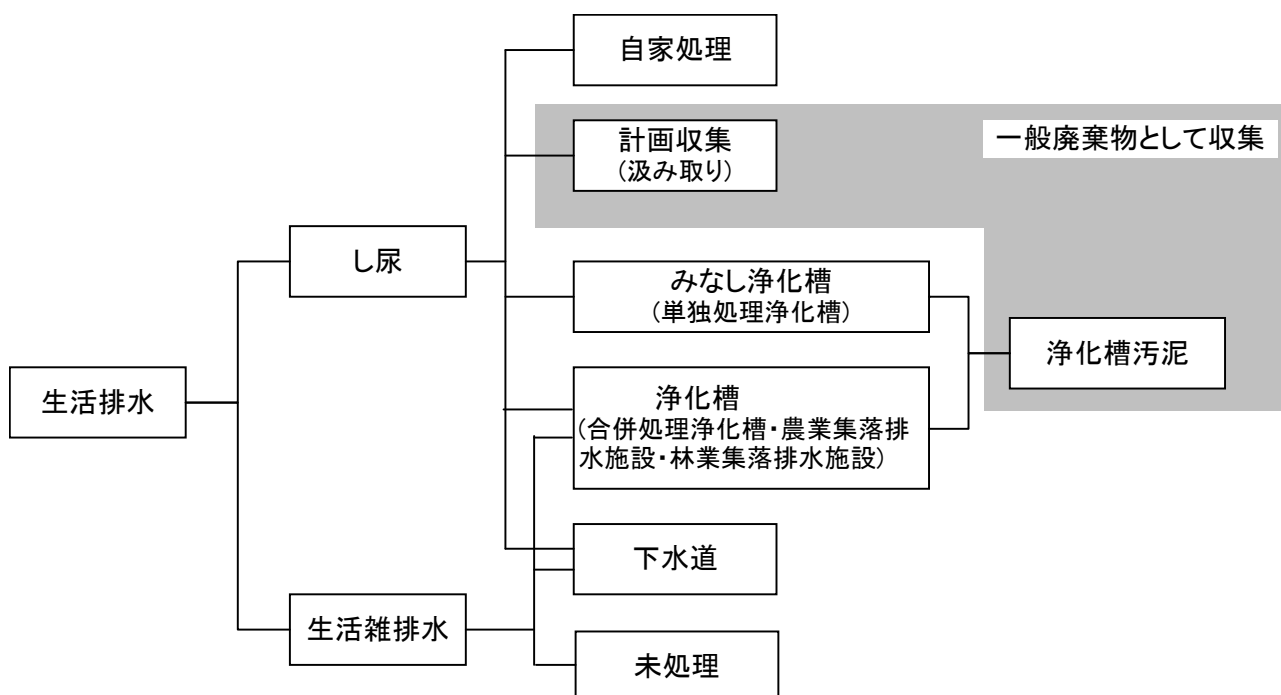 自家処理
計画収集
(汲み取り)
一般廃棄物として収集
し尿
みなし浄化槽
(単独処理浄化槽)
浄化槽汚泥
生活排水
浄化槽
(合併処理浄化槽・農業集落排
水施設・林業集落排水施設)
下水道
生活雑排水
未処理